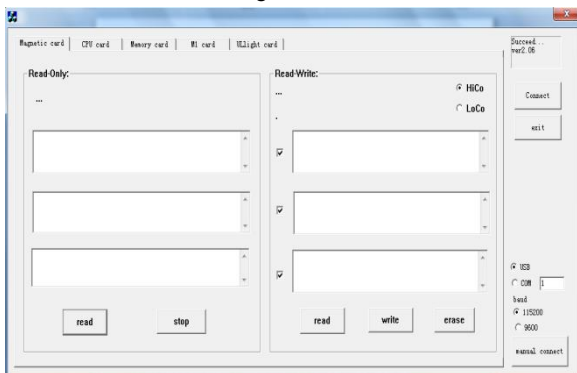 Magnetic card
CPU card
Memory card
M1 card
ULlight card
Succeed...
ver2.06
Read-Only:
...
Read-Write:
...
.
HiCo
LoCo
Connect
exit
read
stop
read
write
erase
USB
COM 1
baud
115200
9600
manual connect